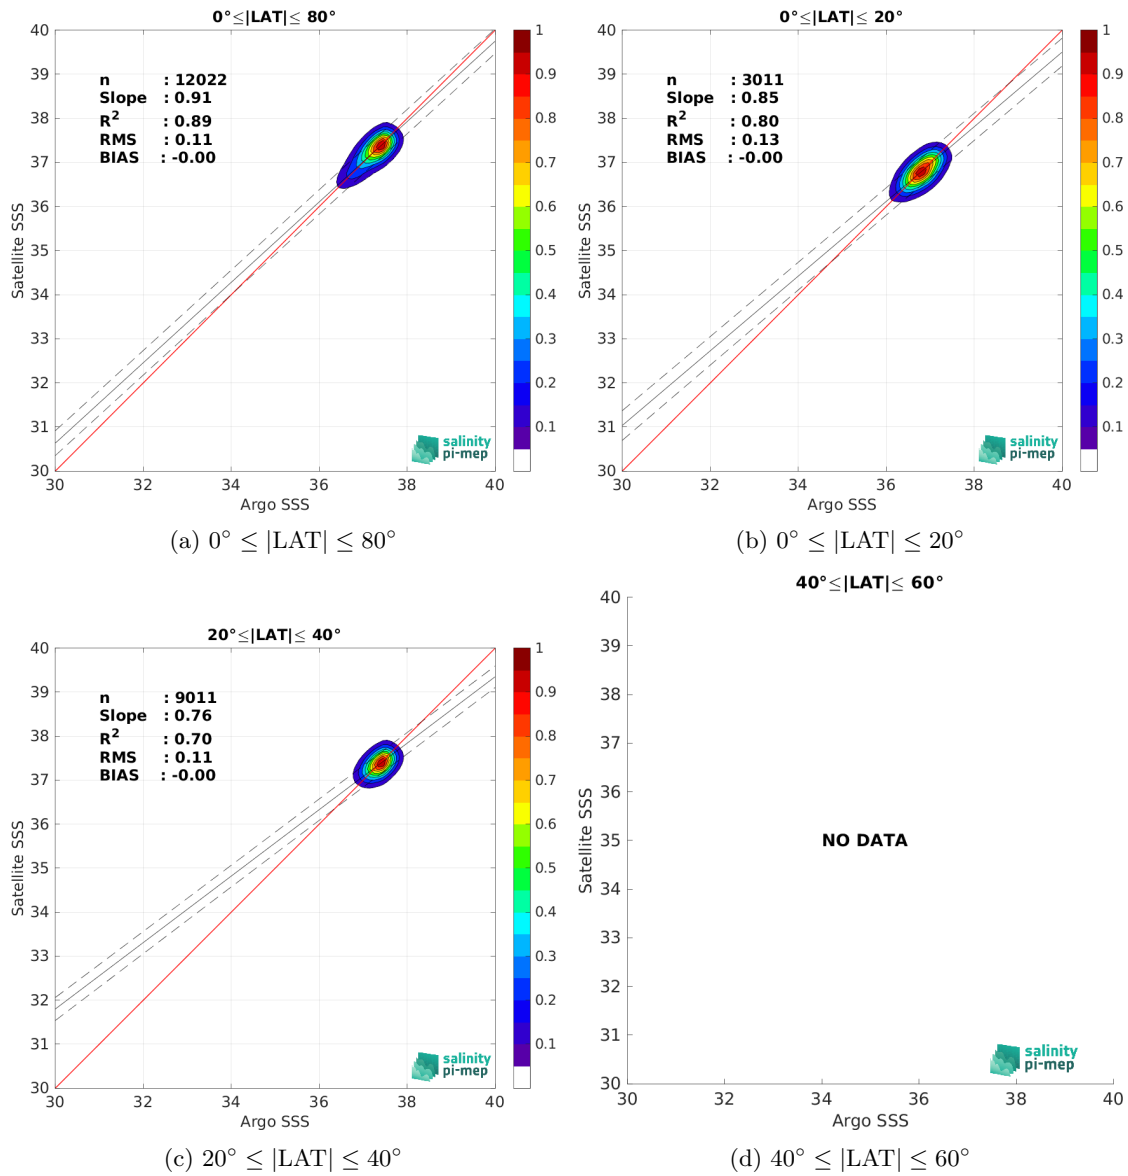 0°≤|LAT|≤ 80°
n : 12022
Slope : 0.91
R² : 0.89
RMS : 0.11
BIAS : -0.00
40
39
38
37
36
35
34
33
32
31
30
Satellite SSS
30 32 34 36 38 40
Argo SSS
1
0.9
0.8
0.7
0.6
0.5
0.4
0.3
0.2
0.1
salinity
pi-mep
(a) 0° ≤ |LAT| ≤ 80°
0°≤|LAT|≤ 20°
n : 3011
Slope : 0.85
R² : 0.80
RMS : 0.13
BIAS : -0.00
40
39
38
37
36
35
34
33
32
31
30
Satellite SSS
30 32 34 36 38 40
Argo SSS
1
0.9
0.8
0.7
0.6
0.5
0.4
0.3
0.2
0.1
salinity
pi-mep
(b) 0° ≤ |LAT| ≤ 20°
20°≤|LAT|≤ 40°
n : 9011
Slope : 0.76
R² : 0.70
RMS : 0.11
BIAS : -0.00
40
39
38
37
36
35
34
33
32
31
30
Satellite SSS
30 32 34 36 38 40
Argo SSS
1
0.9
0.8
0.7
0.6
0.5
0.4
0.3
0.2
0.1
salinity
pi-mep
(c) 20° ≤ |LAT| ≤ 40°
40°≤|LAT|≤ 60°
40
39
38
37
36
35
34
33
32
31
30
Satellite SSS
NO DATA
30 32 34 36 38 40
Argo SSS
salinity
pi-mep
(d) 40° ≤ |LAT| ≤ 60°